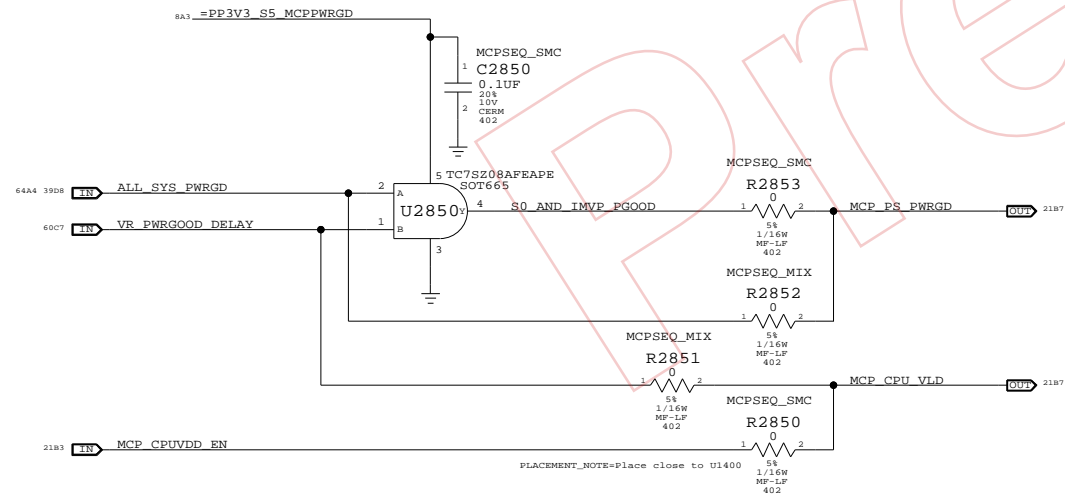 8A3 =PP3V3_S5_MCPPWRGD
MCPSEQ_SMC
1 C2850
0.1UF
20%
10V
2 CERM
402
5 TC7SZ08AFEAPE
SOT665
64A4 39D8 IN ALL_SYS_PWRGD 2 A
U2850 Y 4 S0_AND_IMVP_PGOOD
60C7 IN VR_PWRGOOD_DELAY 1 B
3
MCPSEQ_SMC
R2853
1 0 2 MCP_PS_PWRGD OUT 21B7
5%
1/16W
MF-LF
402
MCPSEQ_MIX
R2852
0
1 2
5%
1/16W
MF-LF
402
MCPSEQ_MIX
R2851
0
1 2 MCP_CPU_VLD OUT 21B7
5%
1/16W
MF-LF
402
MCPSEQ_SMC
R2850
21B3 IN MCP_CPUVDD_EN 1 0 2
PLACEMENT_NOTE=Place close to U1400
5%
1/16W
MF-LF
402
Pre